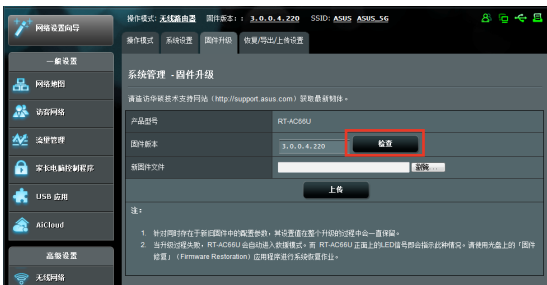 网络设置向导
操作模式: 无线路由器 固件版本: : 3.0.0.4.220 SSID: ASUS ASUS_5G
操作模式 系统设置 固件升级 恢复/导出/上传设置
一般设置
网络地图
访客网络
流量管理
家长电脑控制程序
USB 应用
AiCloud
高级设置
无线网络
系统管理 - 固件升级
请造访华硕技术支持网站 (http://support.asus.com) 获取最新韧体。
产品型号 RT-AC66U
固件版本 3.0.0.4.220 检查
新固件文件 浏览...
上传
注:
1. 针对同时存在于新旧固件中的配置参数,其设置值在整个升级的过程中会一直保留。
2. 当升级过程失败,RT-AC66U 会自动进入救援模式。而 RT-AC66U 正面上的LED信号即会指示此种情况。请使用光盘上的「固件
修复」(Firmware Restoration) 应用程序进行系统恢复作业。